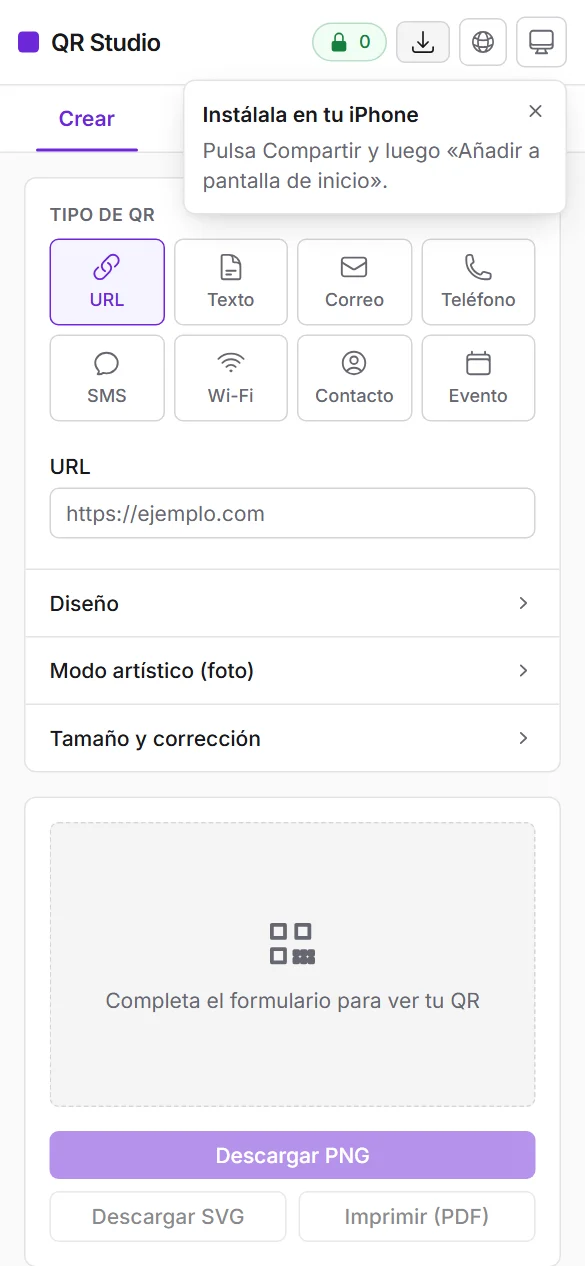 QR Studio
0
Crear
Instálala en tu iPhone
Pulsa Compartir y luego «Añadir a
pantalla de inicio».
TIPO DE QR
URL
Texto
Correo
Teléfono
SMS
Wi-Fi
Contacto
Evento
URL
https://ejemplo.com
Diseño
Modo artístico (foto)
Tamaño y corrección
Completa el formulario para ver tu QR
Descargar PNG
Descargar SVG
Imprimir (PDF)